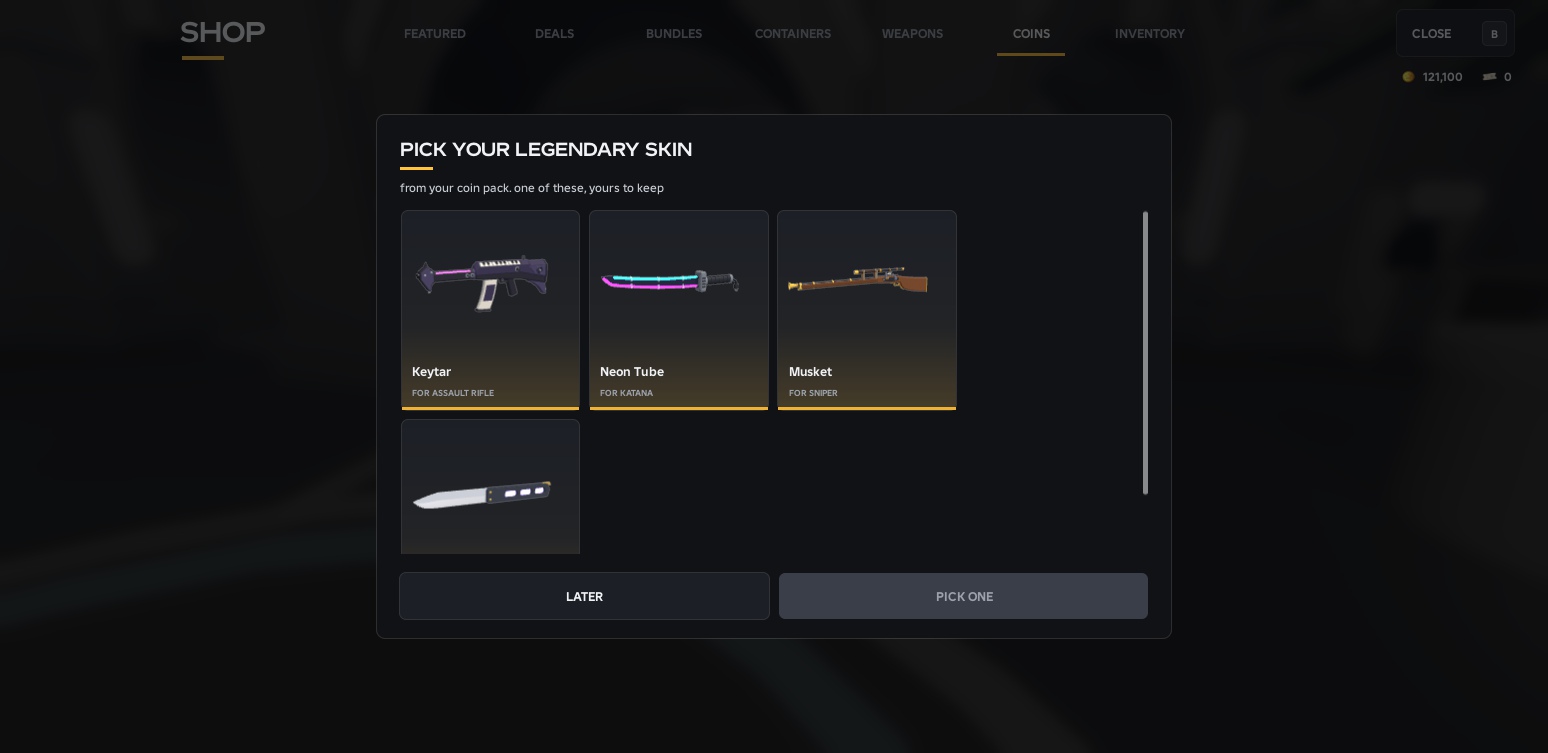 SHOP
FEATURED
DEALS
BUNDLES
CONTAINERS
WEAPONS
COINS
INVENTORY
CLOSE
B
121,100
0
PICK YOUR LEGENDARY SKIN
from your coin pack. one of these, yours to keep
Keytar
FOR ASSAULT RIFLE
Neon Tube
FOR KATANA
Musket
FOR SNIPER
LATER
PICK ONE